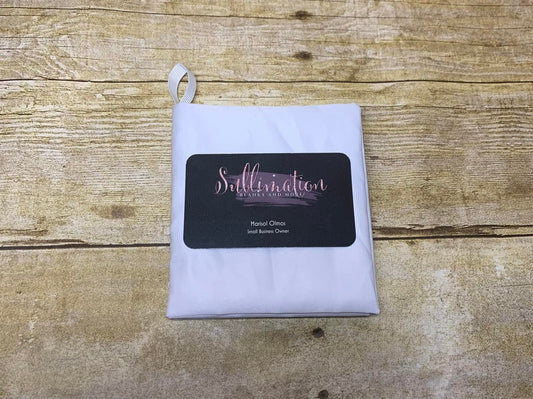 Sublimation
BLANKS AND MORE
Marisol Olmos
Small Business Owner